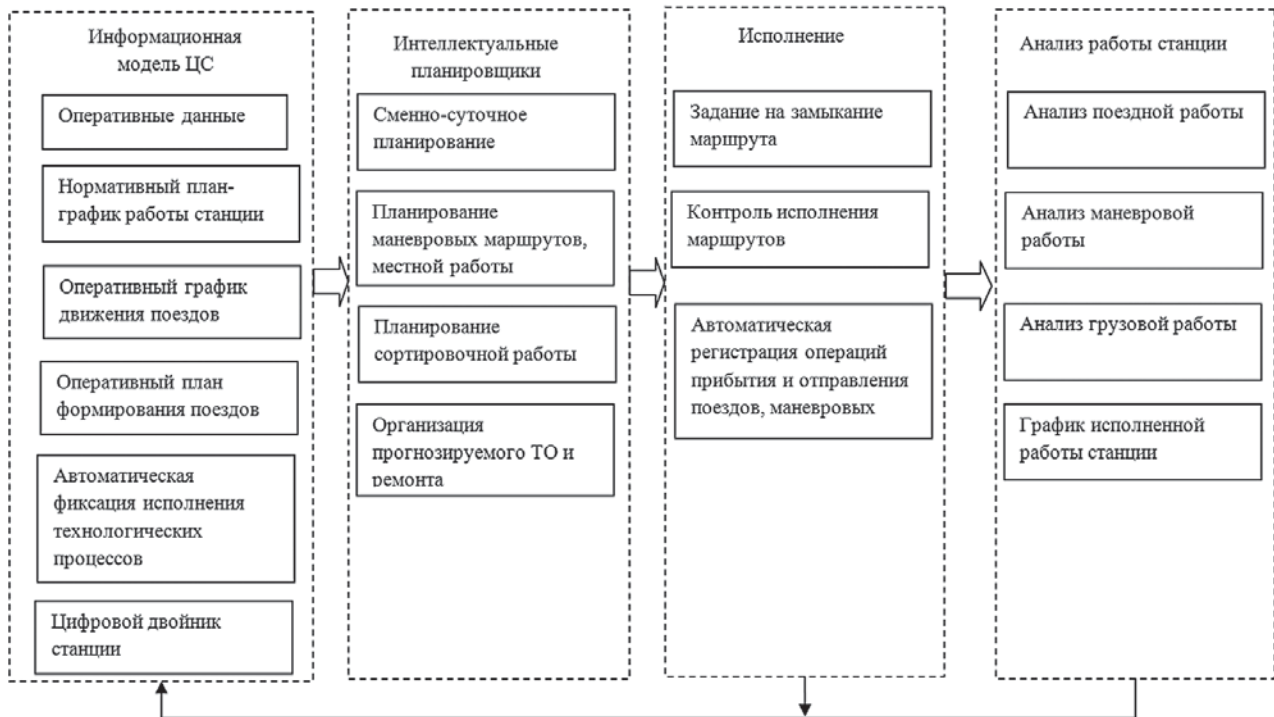 Информационная
модель ЦС
Оперативные данные
Нормативный план-
график работы станции
Оперативный график
движения поездов
Оперативный план
формирования поездов
Автоматическая
фиксация исполнения
технологических
процессов
Цифровой двойник
станции
Интеллектуальные
планировщики
Сменно-суточное
планирование
Планирование
маневровых маршрутов,
местной работы
Планирование
сортировочной работы
Организация
прогнозируемого ТО и
ремонта
Исполнение
Задание на замыкание
маршрута
Контроль исполнения
маршрутов
Автоматическая
регистрация операций
прибытия и отправления
поездов, маневровых
Анализ работы станции
Анализ поездной работы
Анализ маневровой
работы
Анализ грузовой работы
График исполненной
работы станции